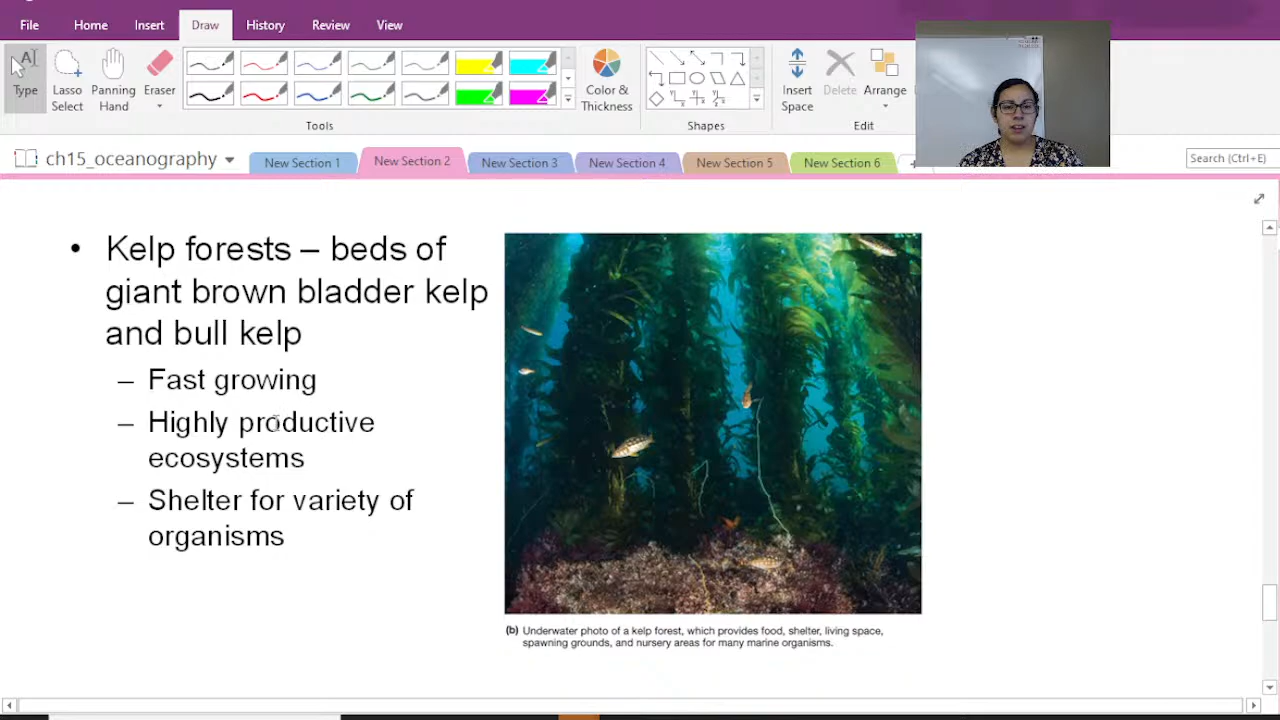 File Home Insert Draw History Review View
Type
Lasso Select
Panning Hand
Eraser
Color & Thickness
Insert Space
Delete
Arrange
Tools
Shapes
Edit
ch15_oceanography
New Section 1
New Section 2
New Section 3
New Section 4
New Section 5
New Section 6
Search (Ctrl+E)
• Kelp forests – beds of
giant brown bladder kelp
and bull kelp
– Fast growing
– Highly productive
ecosystems
– Shelter for variety of
organisms
(b) Underwater photo of a kelp forest, which provides food, shelter, living space,
spawning grounds, and nursery areas for many marine organisms.